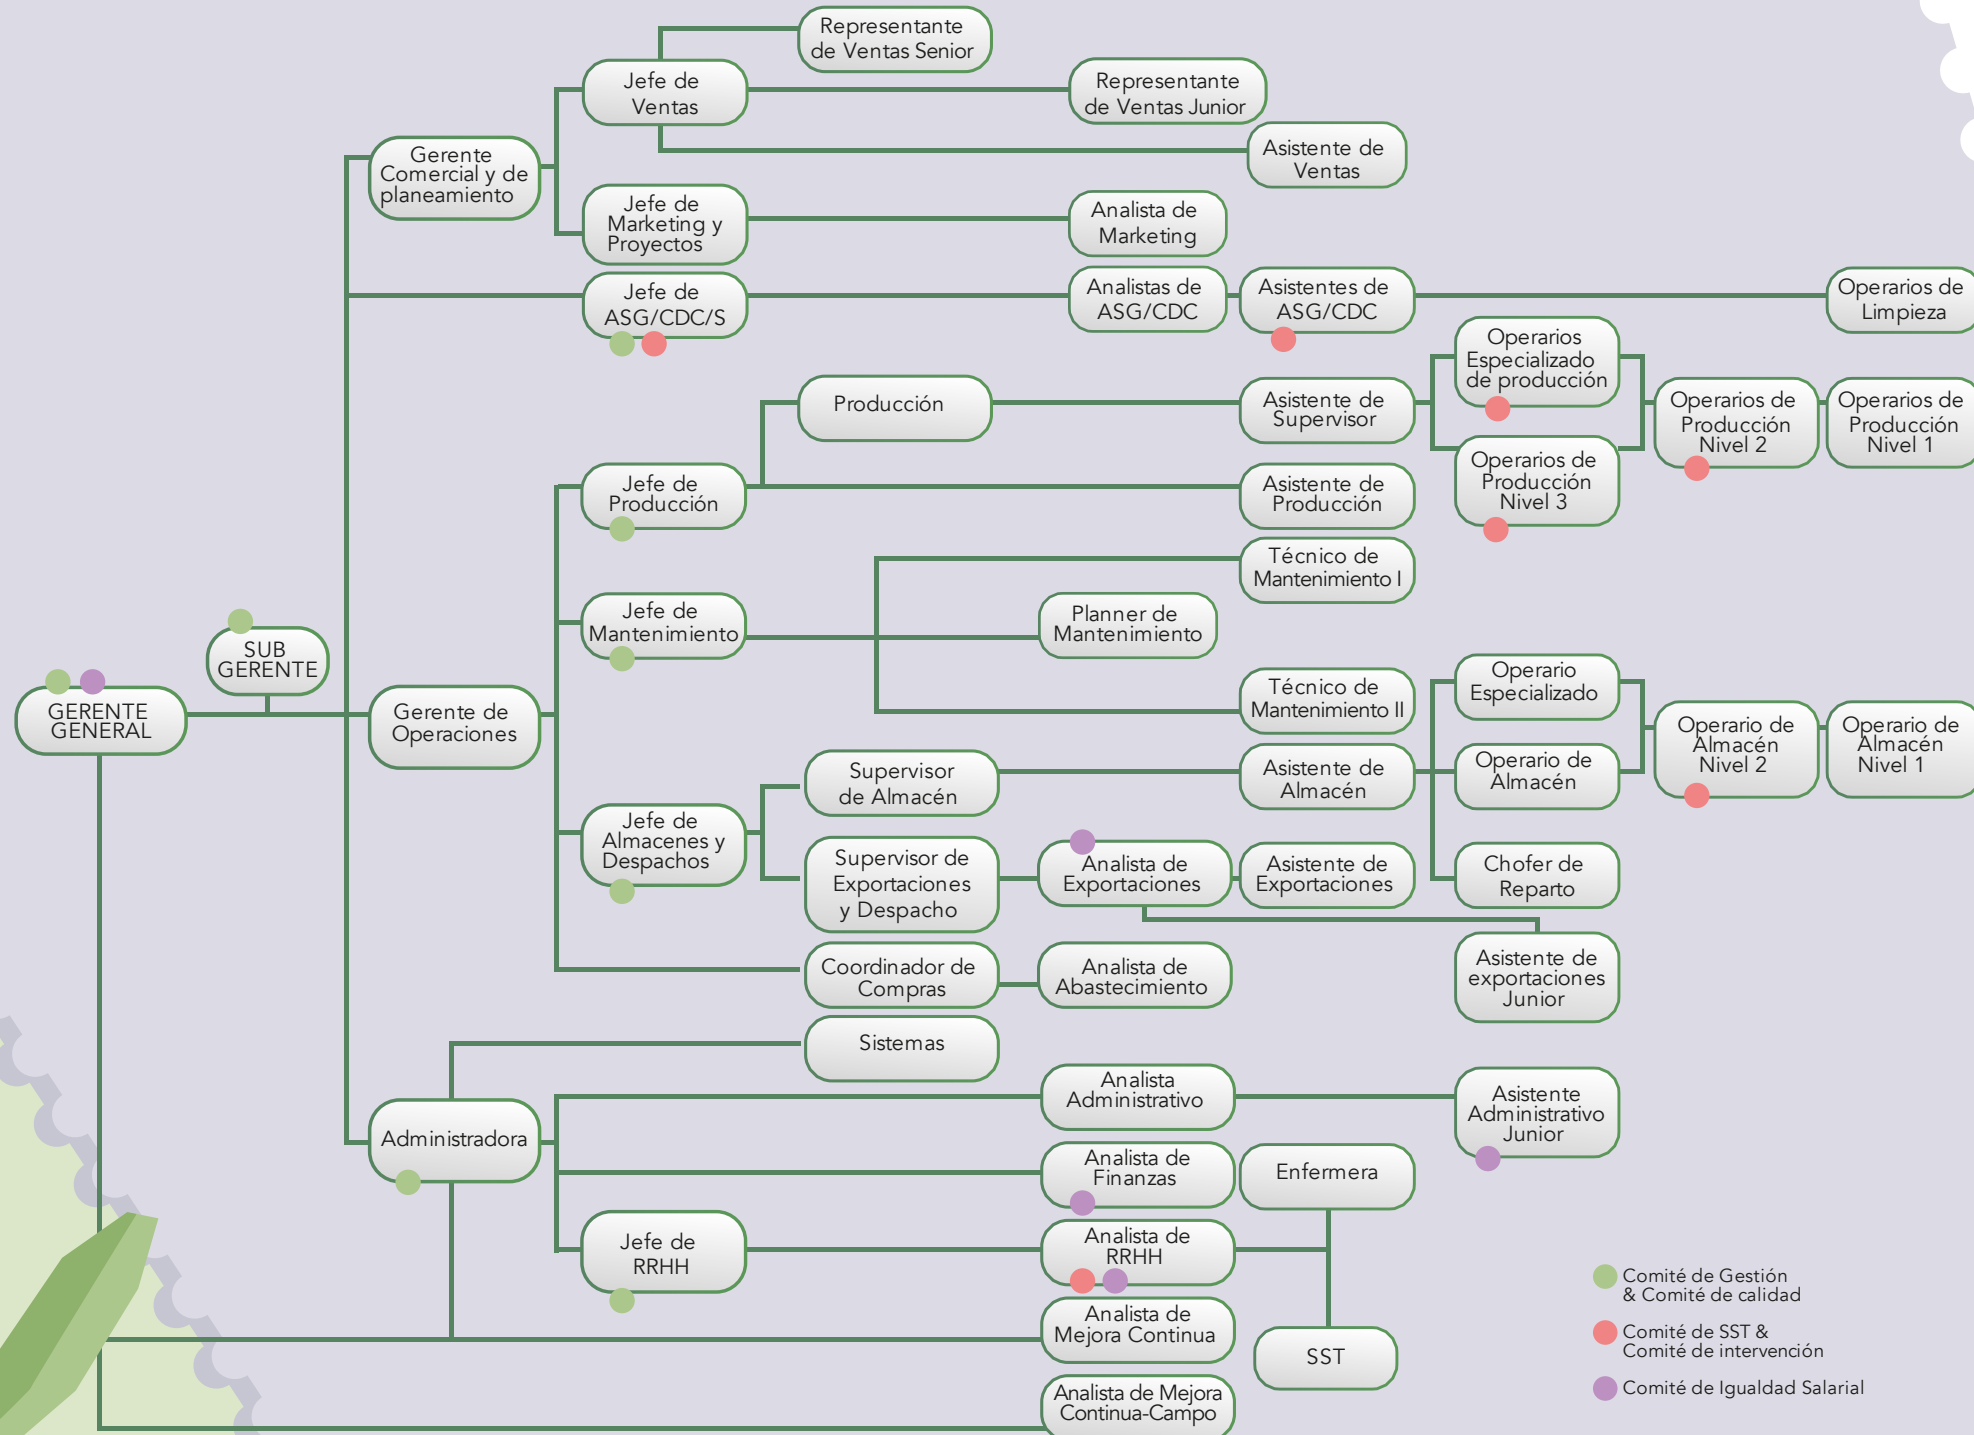 Representante
de Ventas Senior
Jefe de
Ventas
Representante
de Ventas Junior
Asistente de
Ventas
Gerente
Comercial y de
planeamiento
Jefe de
Marketing y
Proyectos
Analista de
Marketing
Jefe de
ASG/CDC/S
Analistas de
ASG/CDC
Asistentes de
ASG/CDC
Operarios de
Limpieza
Operarios
Especializado
de producción
Producción
Asistente de
Supervisor
Operarios de
Producción
Nivel 2
Operarios de
Producción
Nivel 1
Operarios de
Producción
Nivel 3
Jefe de
Producción
Asistente de
Producción
Técnico de
Mantenimiento I
Jefe de
Mantenimiento
Planner de
Mantenimiento
Técnico de
Mantenimiento II
SUB
GERENTE
GERENTE
GENERAL
Gerente de
Operaciones
Operario
Especializado
Operario de
Almacén
Nivel 2
Operario de
Almacén
Nivel 1
Supervisor
de Almacén
Asistente de
Almacén
Operario de
Almacén
Jefe de
Almacenes y
Despachos
Supervisor de
Exportaciones
y Despacho
Analista de
Exportaciones
Asistente de
Exportaciones
Chofer de
Reparto
Asistente de
exportaciones
Junior
Coordinador de
Compras
Analista de
Abastecimiento
Sistemas
Administradora
Analista
Administrativo
Asistente
Administrativo
Junior
Analista de
Finanzas
Enfermera
Jefe de
RRHH
Analista de
RRHH
Analista de
Mejora Continua
SST
Analista de Mejora
Continua-Campo
Comité de Gestión
& Comité de calidad
Comité de SST &
Comité de intervención
Comité de Igualdad Salarial